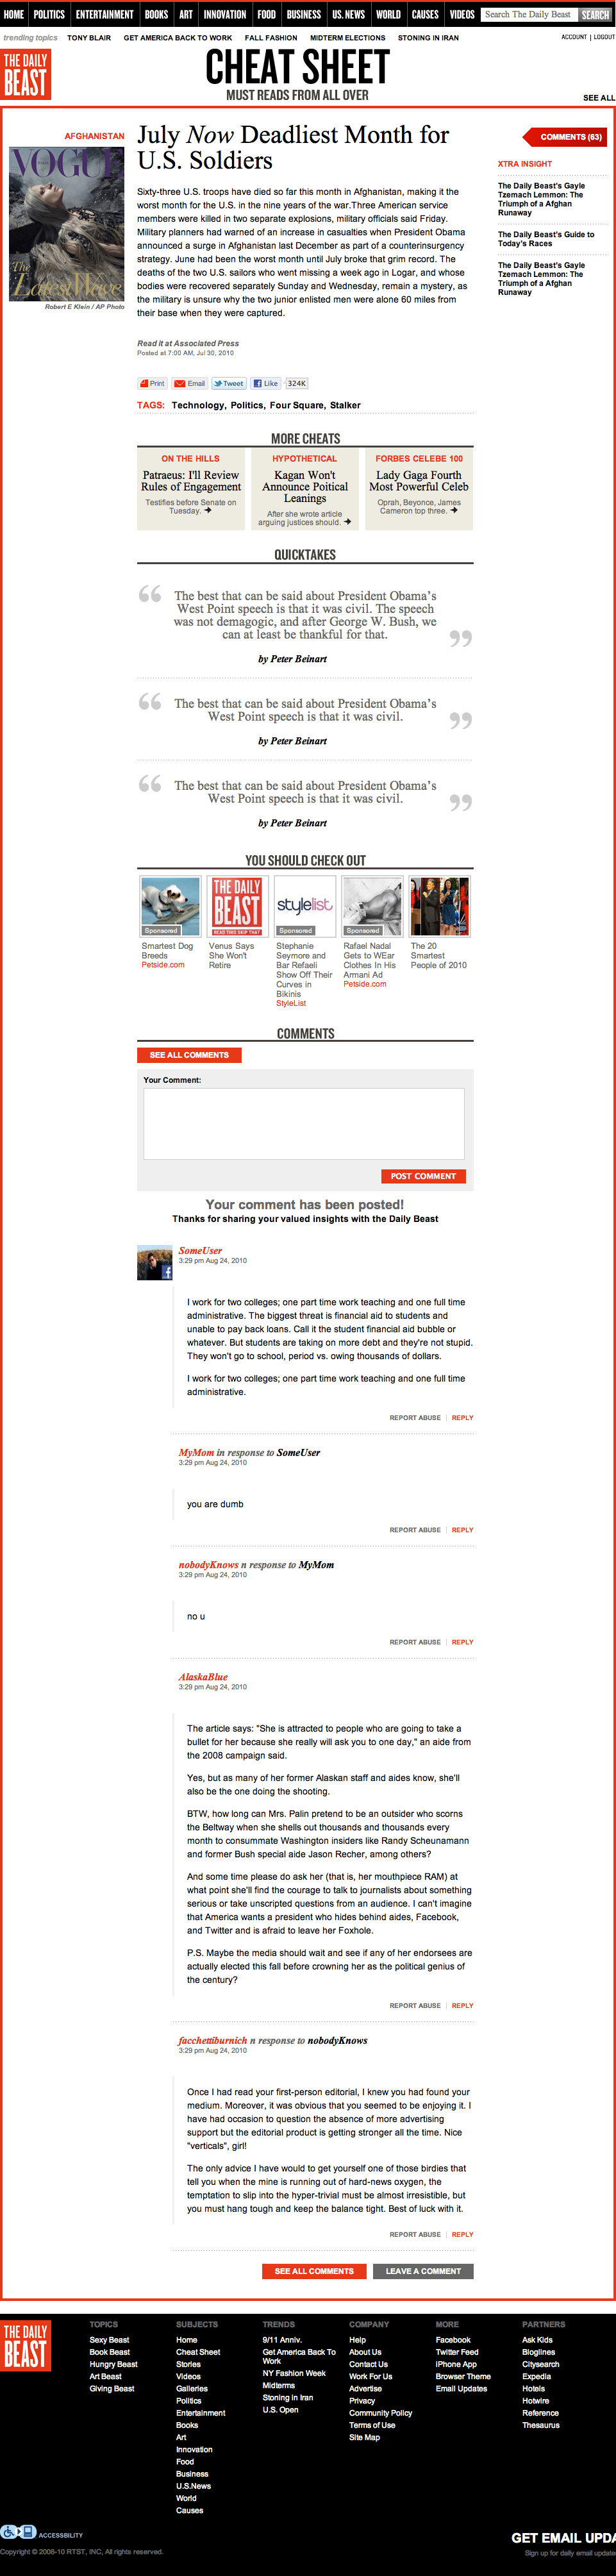 HOME POLITICS ENTERTAINMENT BOOKS ART INNOVATION FOOD BUSINESS US. NEWS WORLD CAUSES VIDEOS Search The Daily Beast SEARCH
trending topics TONY BLAIR GET AMERICA BACK TO WORK FALL FASHION MIDTERM ELECTIONS STONING IN IRAN ACCOUNT | LOGOUT
THE DAILY
BEAST
CHEAT SHEET
MUST READS FROM ALL OVER
SEE ALL
AFGHANISTAN
VOGUE
The
Latest Wave
Robert E Klein / AP Photo
July Now Deadliest Month for
U.S. Soldiers
Sixty-three U.S. troops have died so far this month in Afghanistan, making it the
worst month for the U.S. in the nine years of the war.Three American service
members were killed in two separate explosions, military officials said Friday.
Military planners had warned of an increase in casualties when President Obama
announced a surge in Afghanistan last December as part of a counterinsurgency
strategy. June had been the worst month until July broke that grim record. The
deaths of the two U.S. sailors who went missing a week ago in Logar, and whose
bodies were recovered separately Sunday and Wednesday, remain a mystery, as
the military is unsure why the two junior enlisted men were alone 60 miles from
their base when they were captured.
Read it at Associated Press
Posted at 7:00 AM, Jul 30, 2010
Print Email Tweet Like 324K
TAGS: Technology, Politics, Four Square, Stalker
COMMENTS (63)
XTRA INSIGHT
The Daily Beast's Gayle
Tzemach Lemmon: The
Triumph of a Afghan
Runaway
The Daily Beast's Guide to
Today's Races
The Daily Beast's Gayle
Tzemach Lemmon: The
Triumph of a Afghan
Runaway
MORE CHEATS
ON THE HILLS
Patraeus: I'll Review
Rules of Engagement
Testifies before Senate on
Tuesday. ➔
HYPOTHETICAL
Kagan Won't
Announce Poitical
Leanings
After she wrote article
arguing justices should. ➔
FORBES CELEBE 100
Lady Gaga Fourth
Most Powerful Celeb
Oprah, Beyonce, James
Cameron top three. ➔
QUICKTAKES
“ The best that can be said about President Obama’s
West Point speech is that it was civil. The speech
was not demagogic, and after George W. Bush, we
can at least be thankful for that. ”
by Peter Beinart
“ The best that can be said about President Obama’s
West Point speech is that it was civil. ”
by Peter Beinart
“ The best that can be said about President Obama’s
West Point speech is that it was civil. ”
by Peter Beinart
YOU SHOULD CHECK OUT
Sponsored
Smartest Dog
Breeds
Petside.com
THE DAILY
BEAST
READ THIS SKIP THAT
Venus Says
She Won't
Retire
stylelist
Sponsored
Stephanie
Seymore and
Bar Refaeli
Show Off Their
Curves in
Bikinis
StyleList
Sponsored
Rafael Nadal
Gets to WEar
Clothes In His
Armani Ad
Petside.com
The 20
Smartest
People of 2010
COMMENTS
SEE ALL COMMENTS
Your Comment:
POST COMMENT
Your comment has been posted!
Thanks for sharing your valued insights with the Daily Beast
SomeUser
3:29 pm Aug 24, 2010
I work for two colleges; one part time work teaching and one full time
administrative. The biggest threat is financial aid to students and
unable to pay back loans. Call it the student financial aid bubble or
whatever. But students are taking on more debt and they're not stupid.
They won't go to school, period vs. owing thousands of dollars.
I work for two colleges; one part time work teaching and one full time
administrative.
REPORT ABUSE | REPLY
MyMom in response to SomeUser
3:29 pm Aug 24, 2010
you are dumb
REPORT ABUSE | REPLY
nobodyKnows n response to MyMom
3:29 pm Aug 24, 2010
no u
REPORT ABUSE | REPLY
AlaskaBlue
3:29 pm Aug 24, 2010
The article says: "She is attracted to people who are going to take a
bullet for her because she really will ask you to one day," an aide from
the 2008 campaign said.
Yes, but as many of her former Alaskan staff and aides know, she'll
also be the one doing the shooting.
BTW, how long can Mrs. Palin pretend to be an outsider who scorns
the Beltway when she shells out thousands and thousands every
month to consummate Washington insiders like Randy Scheunamann
and former Bush special aide Jason Recher, among others?
And some time please do ask her (that is, her mouthpiece RAM) at
what point she'll find the courage to talk to journalists about something
serious or take unscripted questions from an audience. I can't imagine
that America wants a president who hides behind aides, Facebook,
and Twitter and is afraid to leave her Foxhole.
P.S. Maybe the media should wait and see if any of her endorsees are
actually elected this fall before crowning her as the political genius of
the century?
REPORT ABUSE | REPLY
facchettiburnich n response to nobodyKnows
3:29 pm Aug 24, 2010
Once I had read your first-person editorial, I knew you had found your
medium. Moreover, it was obvious that you seemed to be enjoying it. I
have had occasion to question the absence of more advertising
support but the editorial product is getting stronger all the time. Nice
"verticals", girl!
The only advice I have would to get yourself one of those birdies that
tell you when the mine is running out of hard-news oxygen, the
temptation to slip into the hyper-trivial must be almost irresistible, but
you must hang tough and keep the balance tight. Best of luck with it.
REPORT ABUSE | REPLY
SEE ALL COMMENTS LEAVE A COMMENT
THE DAILY
BEAST
TOPICS
Sexy Beast
Book Beast
Hungry Beast
Art Beast
Giving Beast
SUBJECTS
Home
Cheat Sheet
Stories
Videos
Galleries
Politics
Entertainment
Books
Art
Innovation
Food
Business
U.S.News
World
Causes
TRENDS
9/11 Anniv.
Get America Back To
Work
NY Fashion Week
Midterms
Stoning in Iran
U.S. Open
COMPANY
Help
About Us
Contact Us
Work For Us
Advertise
Privacy
Community Policy
Terms of Use
Site Map
MORE
Facebook
Twitter Feed
iPhone App
Browser Theme
Email Updates
PARTNERS
Ask Kids
Bloglines
Citysearch
Expedia
Hotels
Hotwire
Reference
Thesaurus
ACCESSBILITY
Copyright © 2008-10 RTST, INC, All rights reserved.
GET EMAIL UPDA
Sign up for daily email update